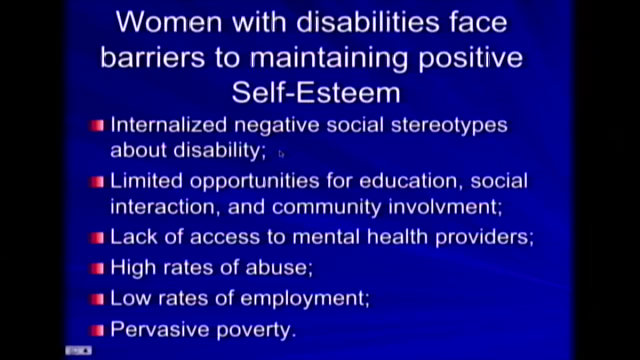 Women with disabilities face
barriers to maintaining positive
Self-Esteem
Internalized negative social stereotypes
about disability;
Limited opportunities for education, social
interaction, and community involvment;
Lack of access to mental health providers;
High rates of abuse;
Low rates of employment;
Pervasive poverty.